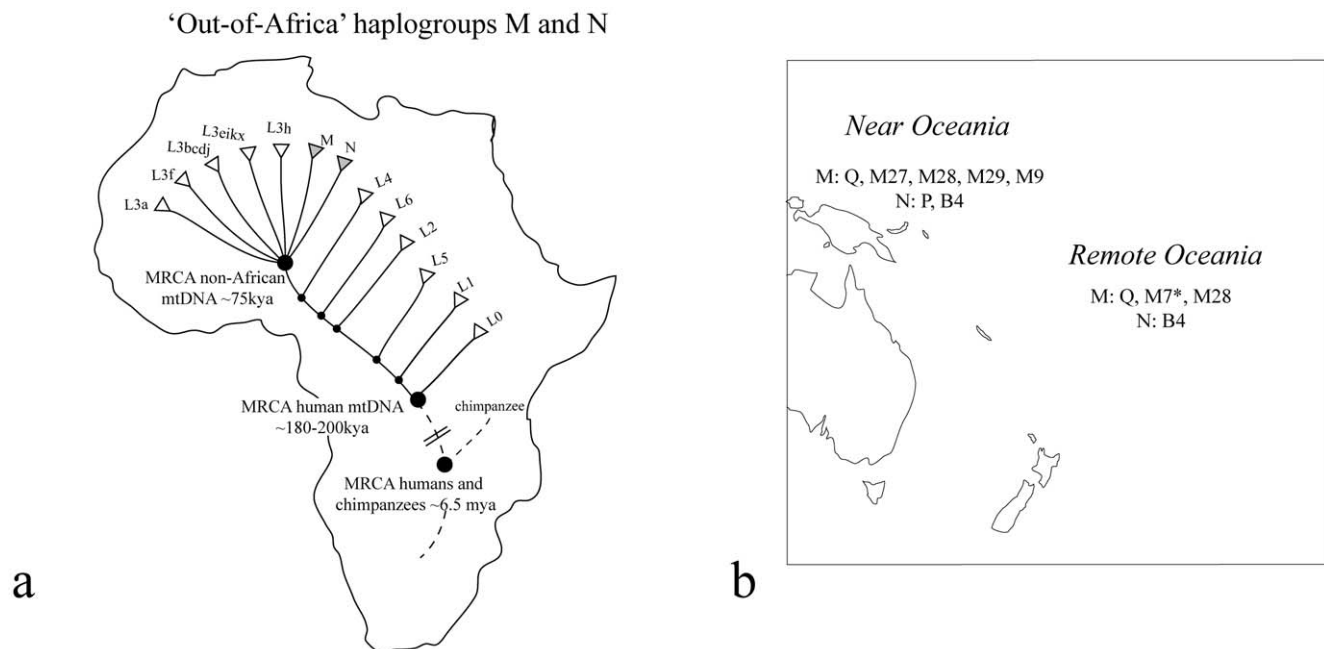 'Out-of-Africa' haplogroups M and N
L3a
L3f
L3bcdj
L3eikx
L3h
M
N
L4
L6
L2
L5
L1
L0
MRCA non-African
mtDNA ~75kya
MRCA human mtDNA
~180-200kya
chimpanzee
MRCA humans and
chimpanzees ~6.5 mya
a
Near Oceania
M: Q, M27, M28, M29, M9
N: P, B4
Remote Oceania
M: Q, M7*, M28
N: B4
b